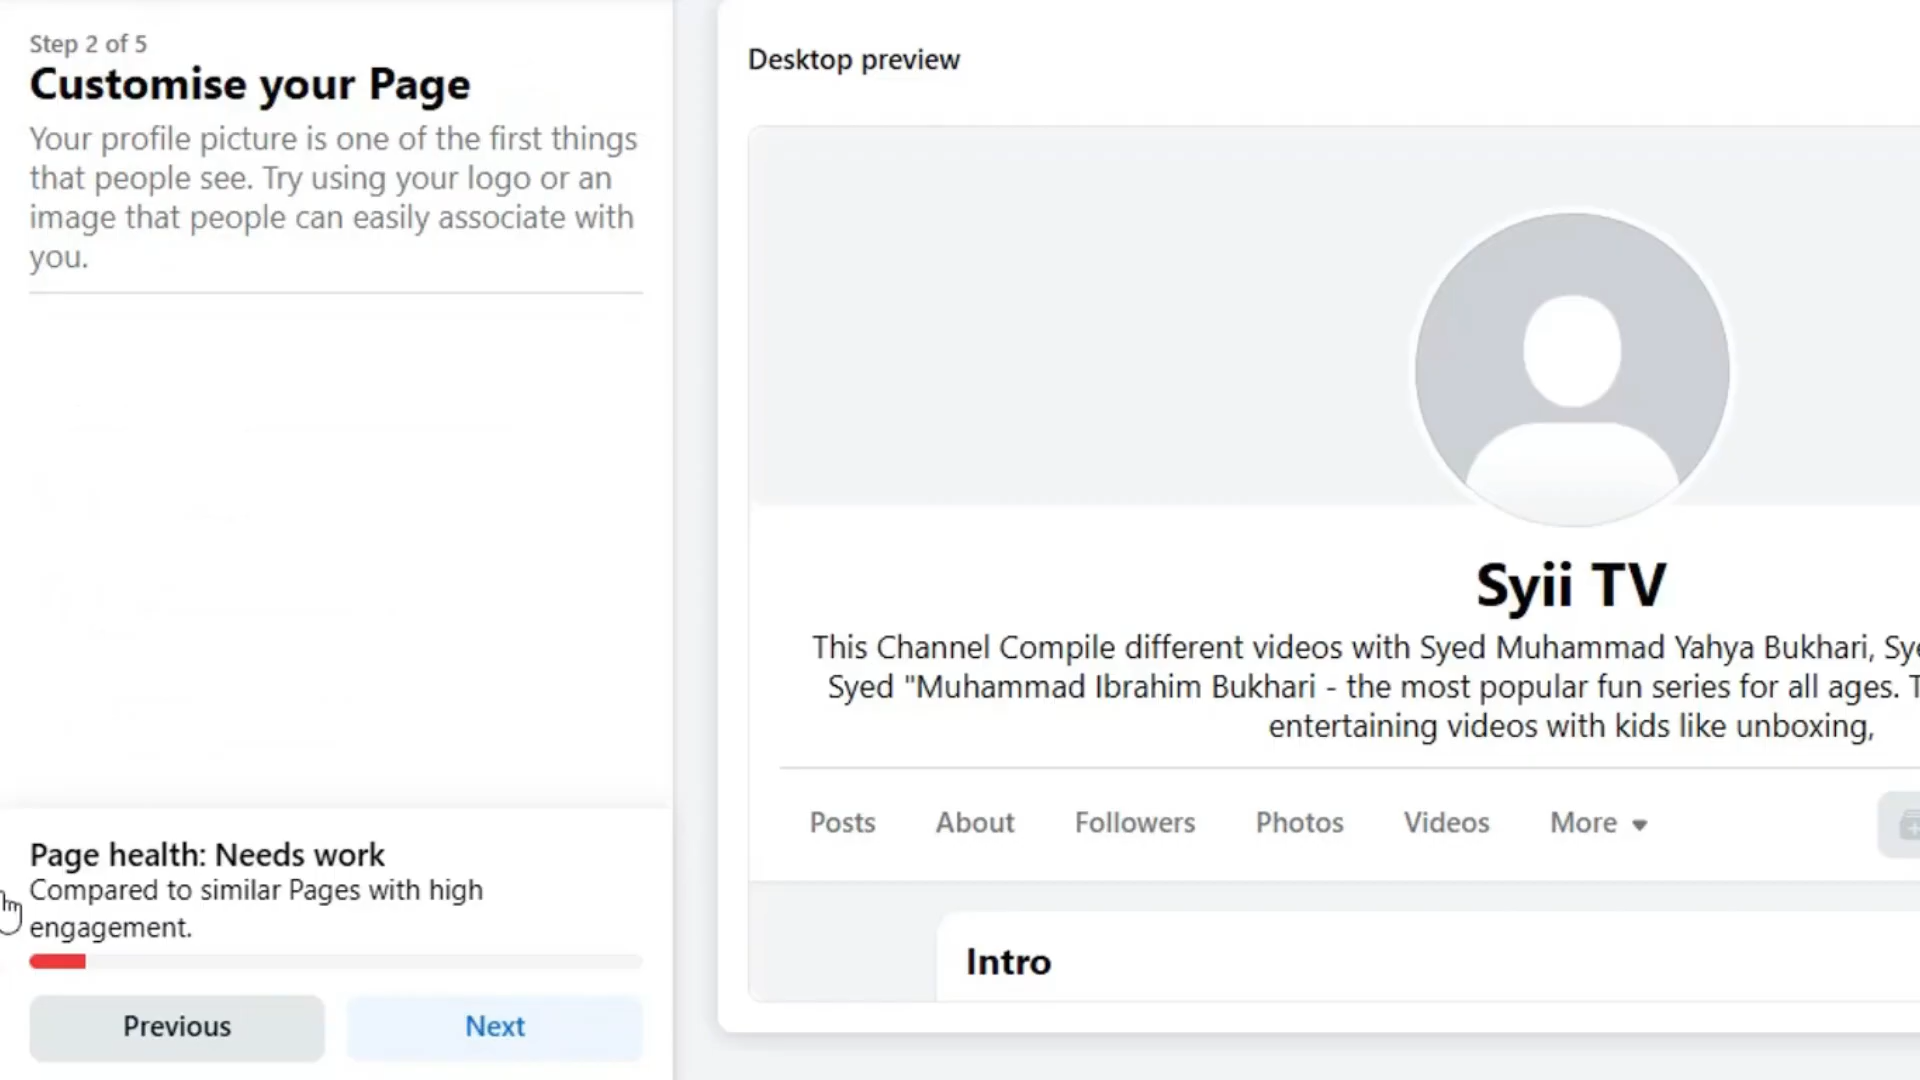 Step 2 of 5
Customise your Page
Your profile picture is one of the first things
that people see. Try using your logo or an
image that people can easily associate with
you.
Page health: Needs work
Compared to similar Pages with high
engagement.
Previous
Next
Desktop preview
Syii TV
This Channel Compile different videos with Syed Muhammad Yahya Bukhari,
Syed "Muhammad Ibrahim Bukhari - the most popular fun series for all ages.
entertaining videos with kids like unboxing,
Posts
About
Followers
Photos
Videos
More
Intro